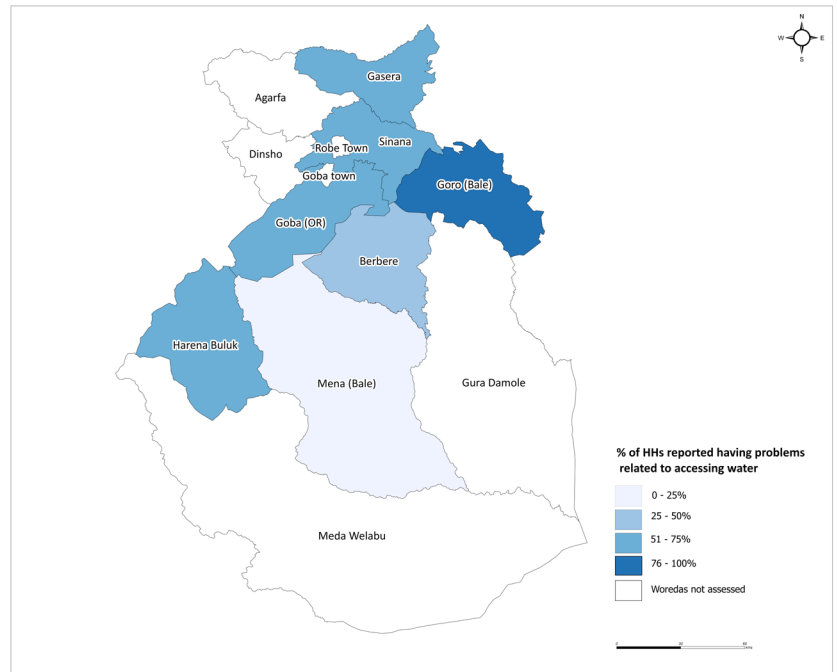 N
W
E
S
Gasera
Agarfa
Sinana
Robe Town
Dinsho
Goba town
Goro (Bale)
Goba (OR)
Berbere
Harena Buluk
Mena (Bale)
Gura Damole
Meda Welabu
% of HHs reported having problems
related to accessing water
0 - 25%
25 - 50%
51 - 75%
76 - 100%
Woredas not assessed